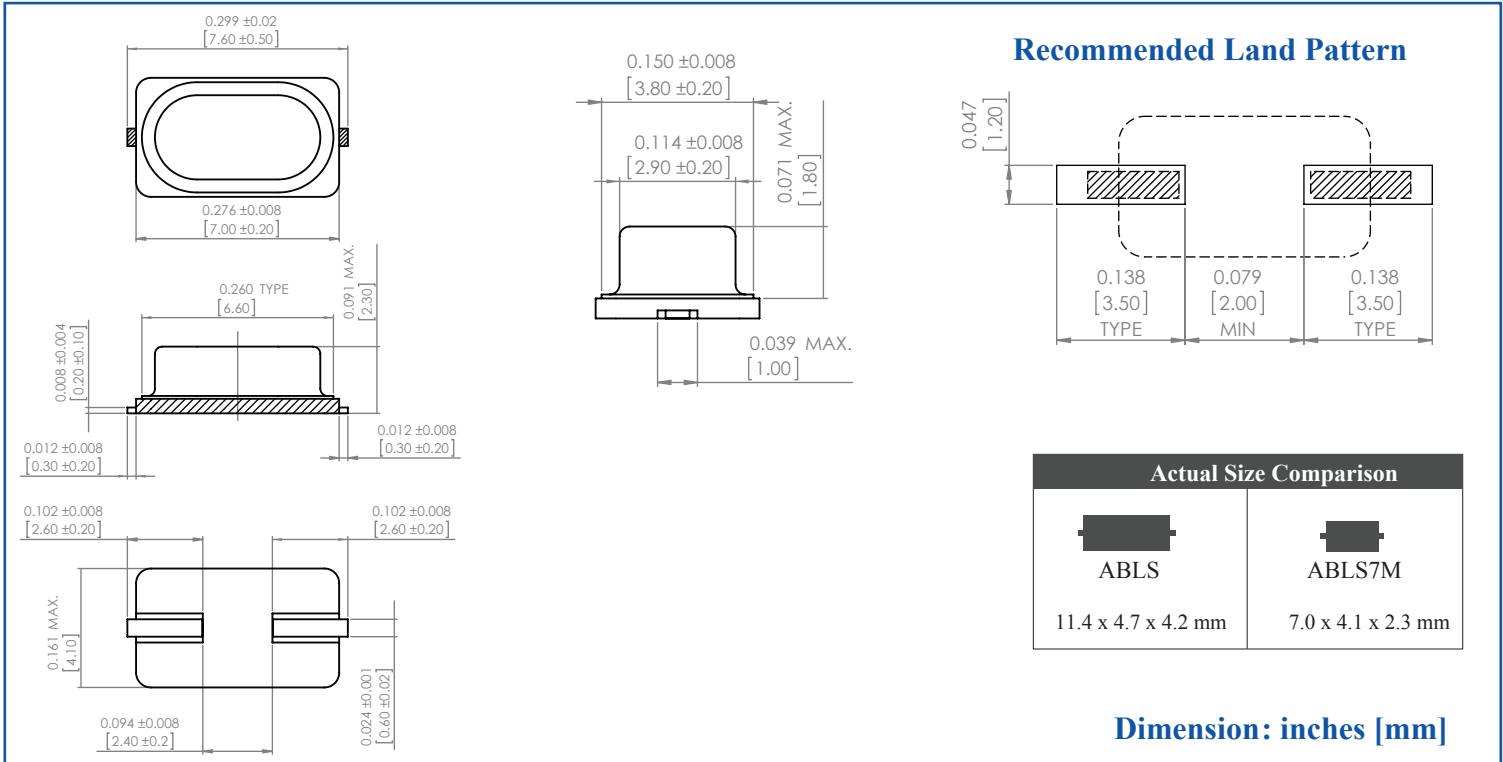 0.299 ±0.02
[7.60 ±0.50]
0.276 ±0.008
[7.00 ±0.20]
0.260 TYPE
[6.60]
0.091 MAX.
[2.30]
0.008 ±0.004
[0.20 ±0.10]
0.012 ±0.008
[0.30 ±0.20]
0.012 ±0.008
[0.30 ±0.20]
0.102 ±0.008
[2.60 ±0.20]
0.102 ±0.008
[2.60 ±0.20]
0.161 MAX.
[4.10]
0.024 ±0.001
[0.60 ±0.02]
0.094 ±0.008
[2.40 ±0.2]
0.150 ±0.008
[3.80 ±0.20]
0.114 ±0.008
[2.90 ±0.20]
0.071 MAX.
[1.80]
0.039 MAX.
[1.00]
Recommended Land Pattern
0.047
[1.20]
0.138
[3.50]
TYPE
0.079
[2.00]
MIN
0.138
[3.50]
TYPE
Actual Size Comparison
ABLS
11.4 x 4.7 x 4.2 mm
ABLS7M
7.0 x 4.1 x 2.3 mm
Dimension: inches [mm]